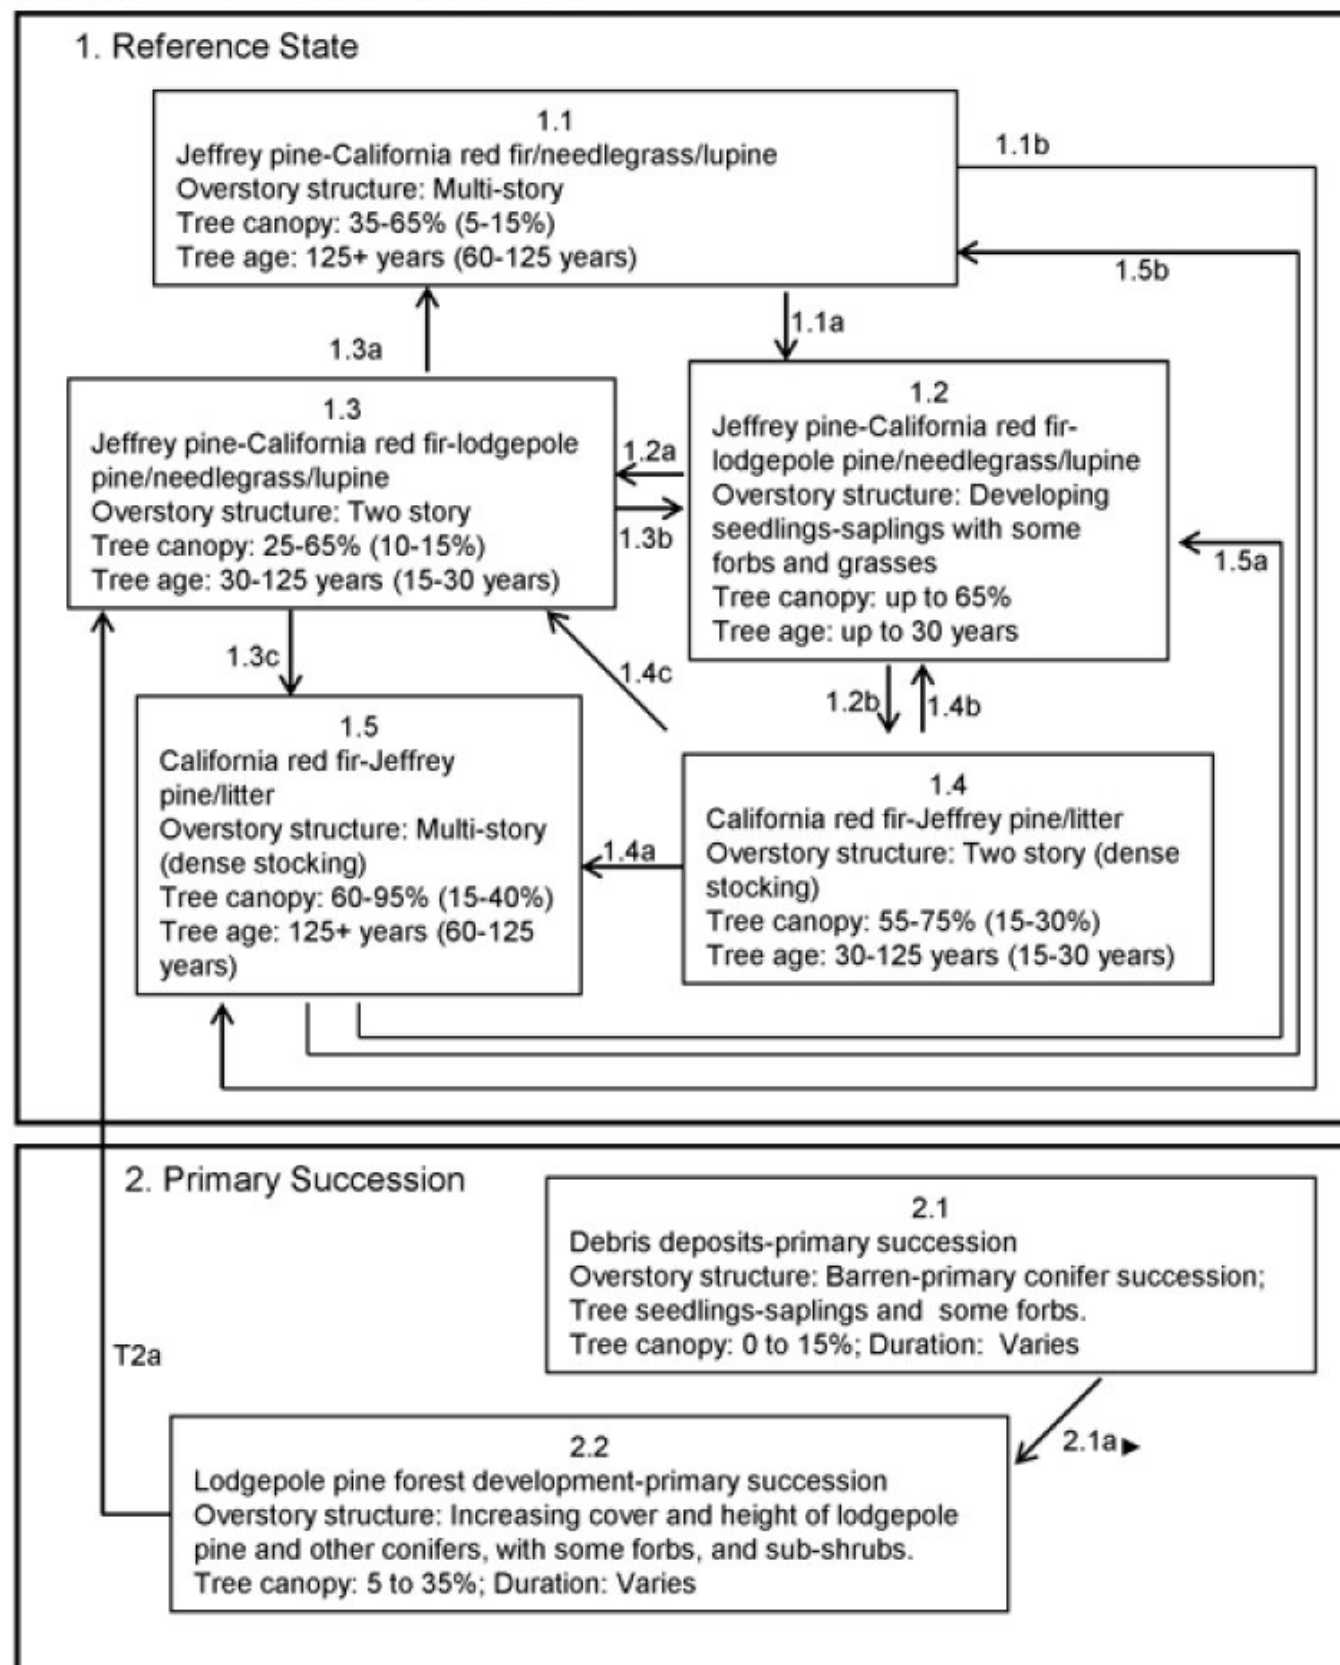 1. Reference State
1.1
Jeffrey pine-California red fir/needlegrass/lupine
Overstory structure: Multi-story
Tree canopy: 35-65% (5-15%)
Tree age: 125+ years (60-125 years)
1.1b
1.5b
1.1a
1.3a
1.3
Jeffrey pine-California red fir-lodgepole
pine/needlegrass/lupine
Overstory structure: Two story
Tree canopy: 25-65% (10-15%)
Tree age: 30-125 years (15-30 years)
1.2a
1.3b
1.2
Jeffrey pine-California red fir-
lodgepole pine/needlegrass/lupine
Overstory structure: Developing
seedlings-saplings with some
forbs and grasses
Tree canopy: up to 65%
Tree age: up to 30 years
1.5a
1.3c
1.4c
1.2b
1.4b
1.5
California red fir-Jeffrey
pine/litter
Overstory structure: Multi-story
(dense stocking)
Tree canopy: 60-95% (15-40%)
Tree age: 125+ years (60-125
years)
1.4a
1.4
California red fir-Jeffrey pine/litter
Overstory structure: Two story (dense
stocking)
Tree canopy: 55-75% (15-30%)
Tree age: 30-125 years (15-30 years)
2. Primary Succession
2.1
Debris deposits-primary succession
Overstory structure: Barren-primary conifer succession;
Tree seedlings-saplings and  some forbs.
Tree canopy: 0 to 15%; Duration:  Varies
T2a
2.1a►
2.2
Lodgepole pine forest development-primary succession
Overstory structure: Increasing cover and height of lodgepole
pine and other conifers, with some forbs, and sub-shrubs.
Tree canopy: 5 to 35%; Duration: Varies